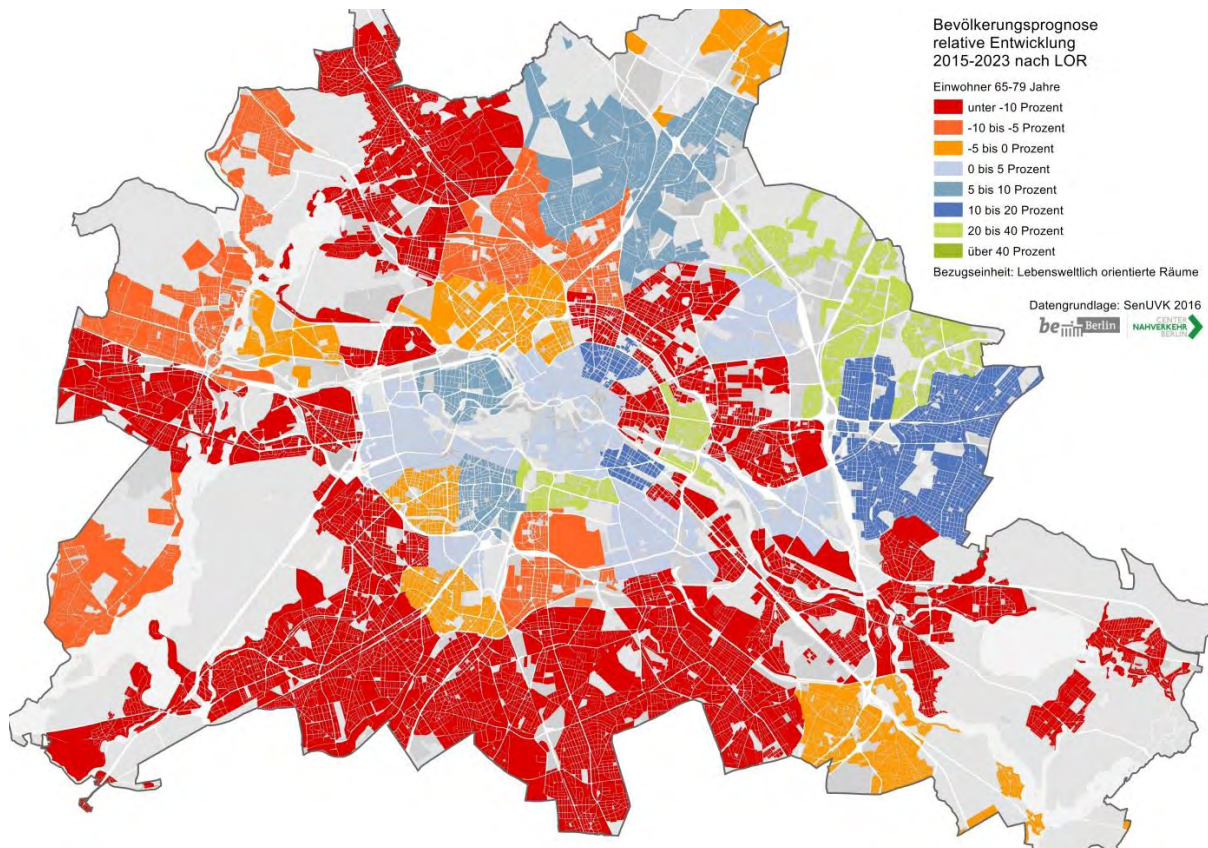 Bevölkerungsprognose
relative Entwicklung
2015-2023 nach LOR
Einwohner 65-79 Jahre
unter -10 Prozent
-10 bis -5 Prozent
-5 bis 0 Prozent
0 bis 5 Prozent
5 bis 10 Prozent
10 bis 20 Prozent
20 bis 40 Prozent
über 40 Prozent
Bezugseinheit: Lebensweltlich orientierte Räume
Datengrundlage: SenUVK 2016
be Berlin
CENTER
NAHVERKEHR
BERLIN